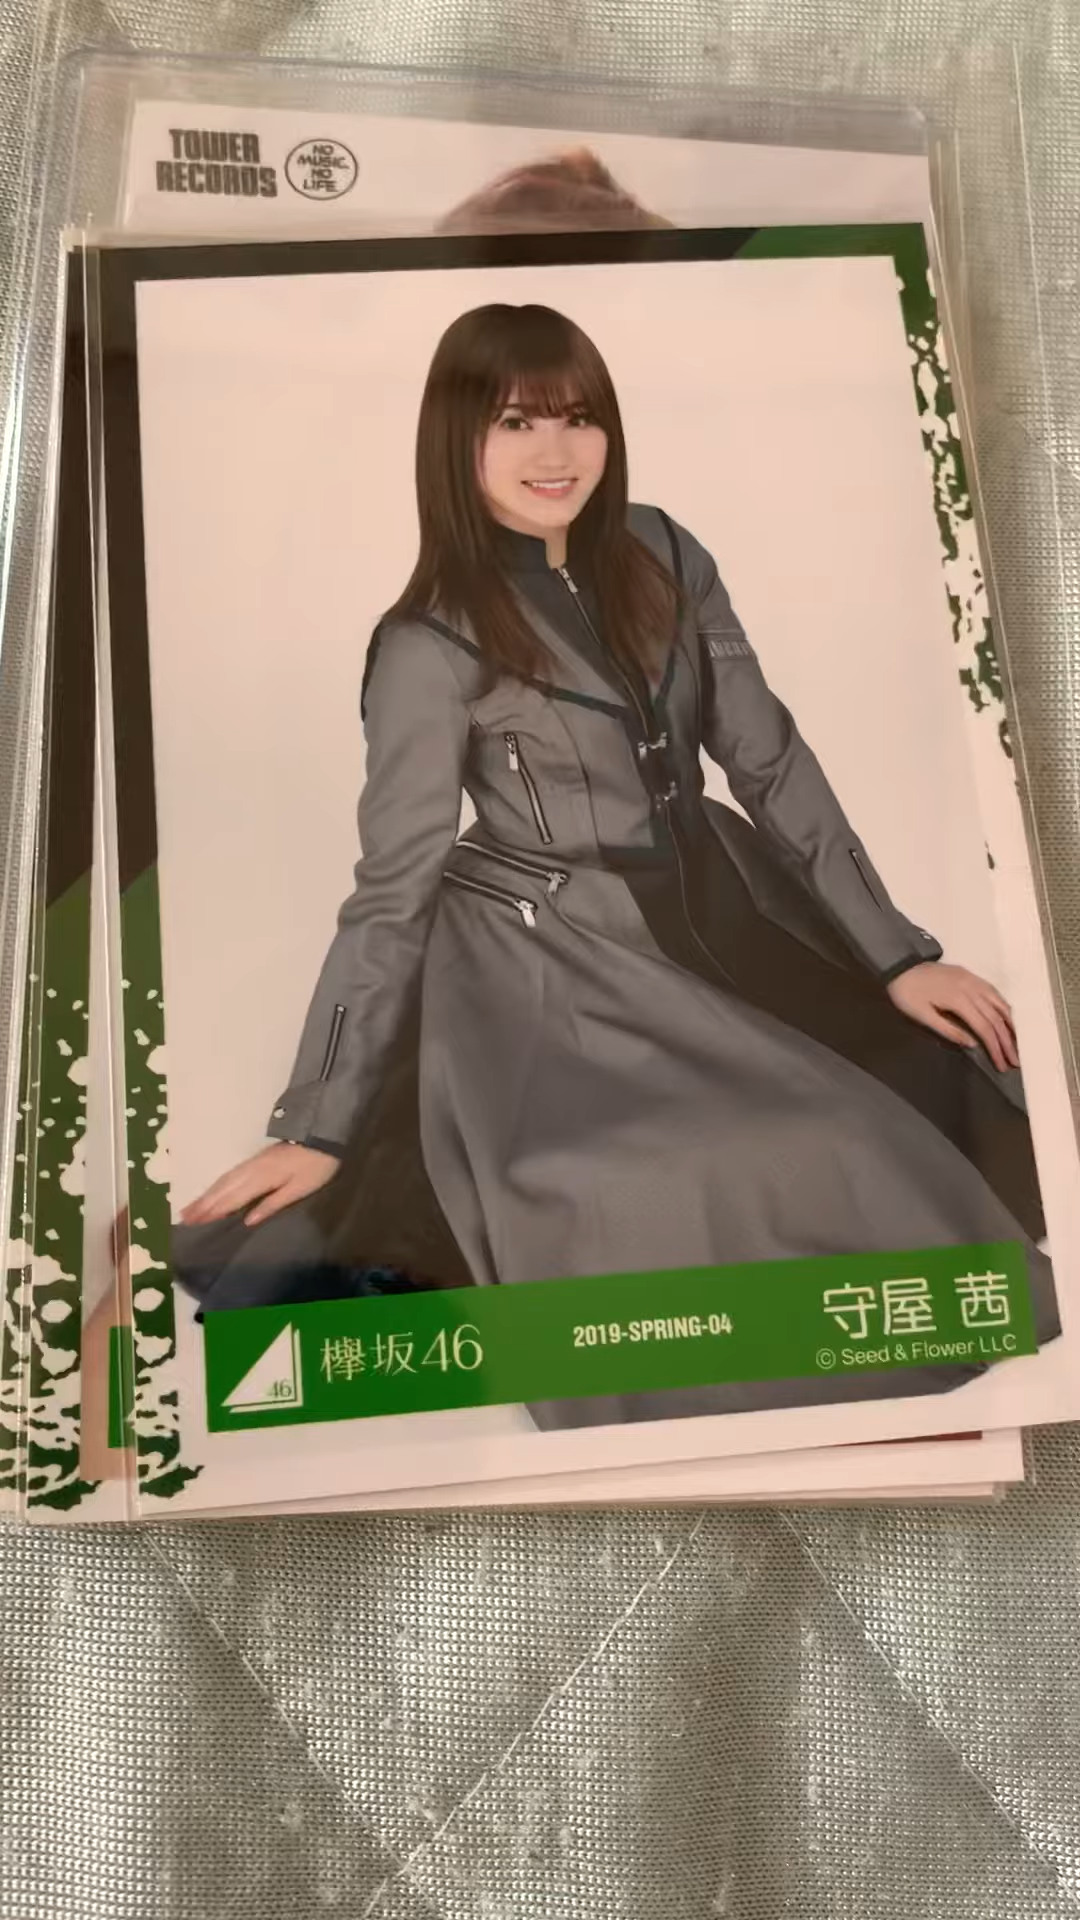 TOWER
RECORDS
NO
MUSIC,
NO
LIFE
46
欅坂46
2019-SPRING-04
守屋 茜
© Seed & Flower LLC